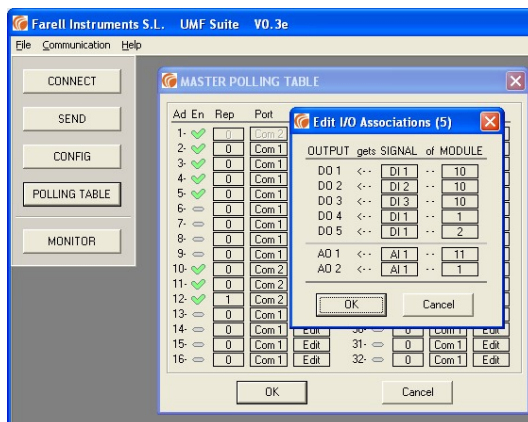 Farell Instruments S.L. UMF Suite V0.3e
File Communication Help
CONNECT
SEND
CONFIG
POLLING TABLE
MONITOR
MASTER POLLING TABLE
Ad En Rep Port
1- 0 Com 2
2- 0 Com 1
3- 0 Com 1
4- 0 Com 1
5- 0 Com 1
6- 0 Com 1
7- 0 Com 1
8- 0 Com 1
9- 0 Com 1
10- 0 Com 2
11- 0 Com 2
12- 1 Com 2
13- 0 Com 1
14- 0 Com 1 Edit 30- 0 Com 1 Edit
15- 0 Com 1 Edit 31- 0 Com 1 Edit
16- 0 Com 1 Edit 32- 0 Com 1 Edit
OK Cancel
Edit I/O Associations (5)
OUTPUT gets SIGNAL of MODULE
DO 1 <-- DI 1 -- 10
DO 2 <-- DI 2 -- 10
DO 3 <-- DI 3 -- 10
DO 4 <-- DI 1 -- 1
DO 5 <-- DI 1 -- 2
AO 1 <-- AI 1 -- 11
AO 2 <-- AI 1 -- 1
OK Cancel